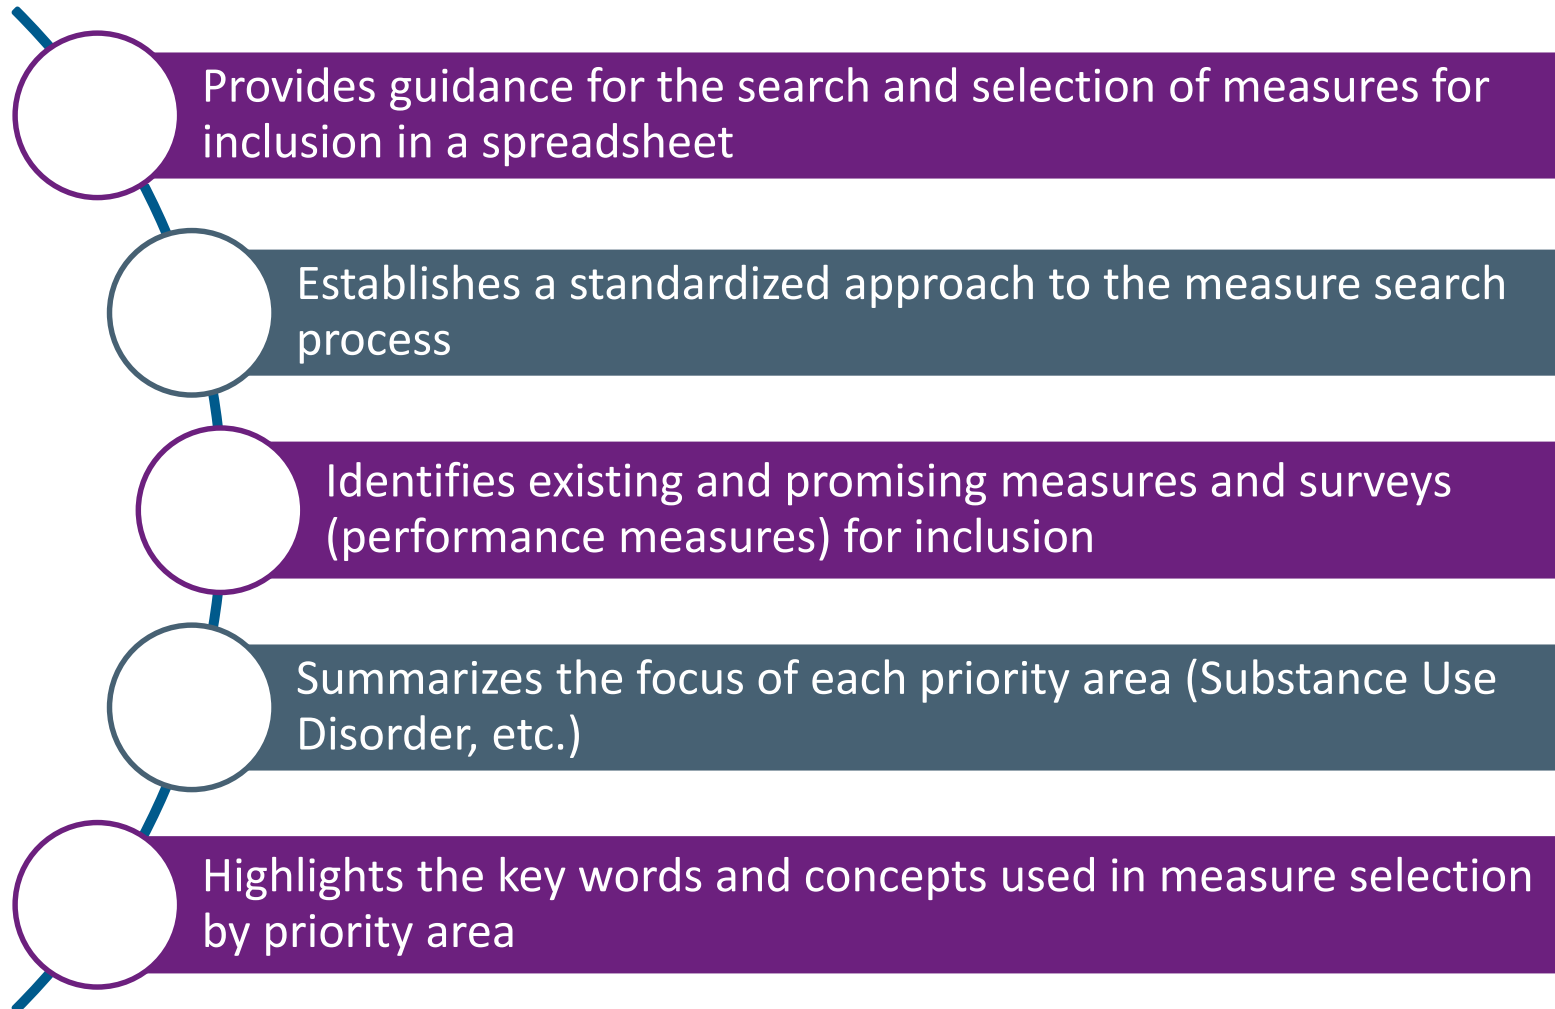 Provides guidance for the search and selection of measures for
inclusion in a spreadsheet
Establishes a standardized approach to the measure search
process
Identifies existing and promising measures and surveys
(performance measures) for inclusion
Summarizes the focus of each priority area (Substance Use
Disorder, etc.)
Highlights the key words and concepts used in measure selection
by priority area